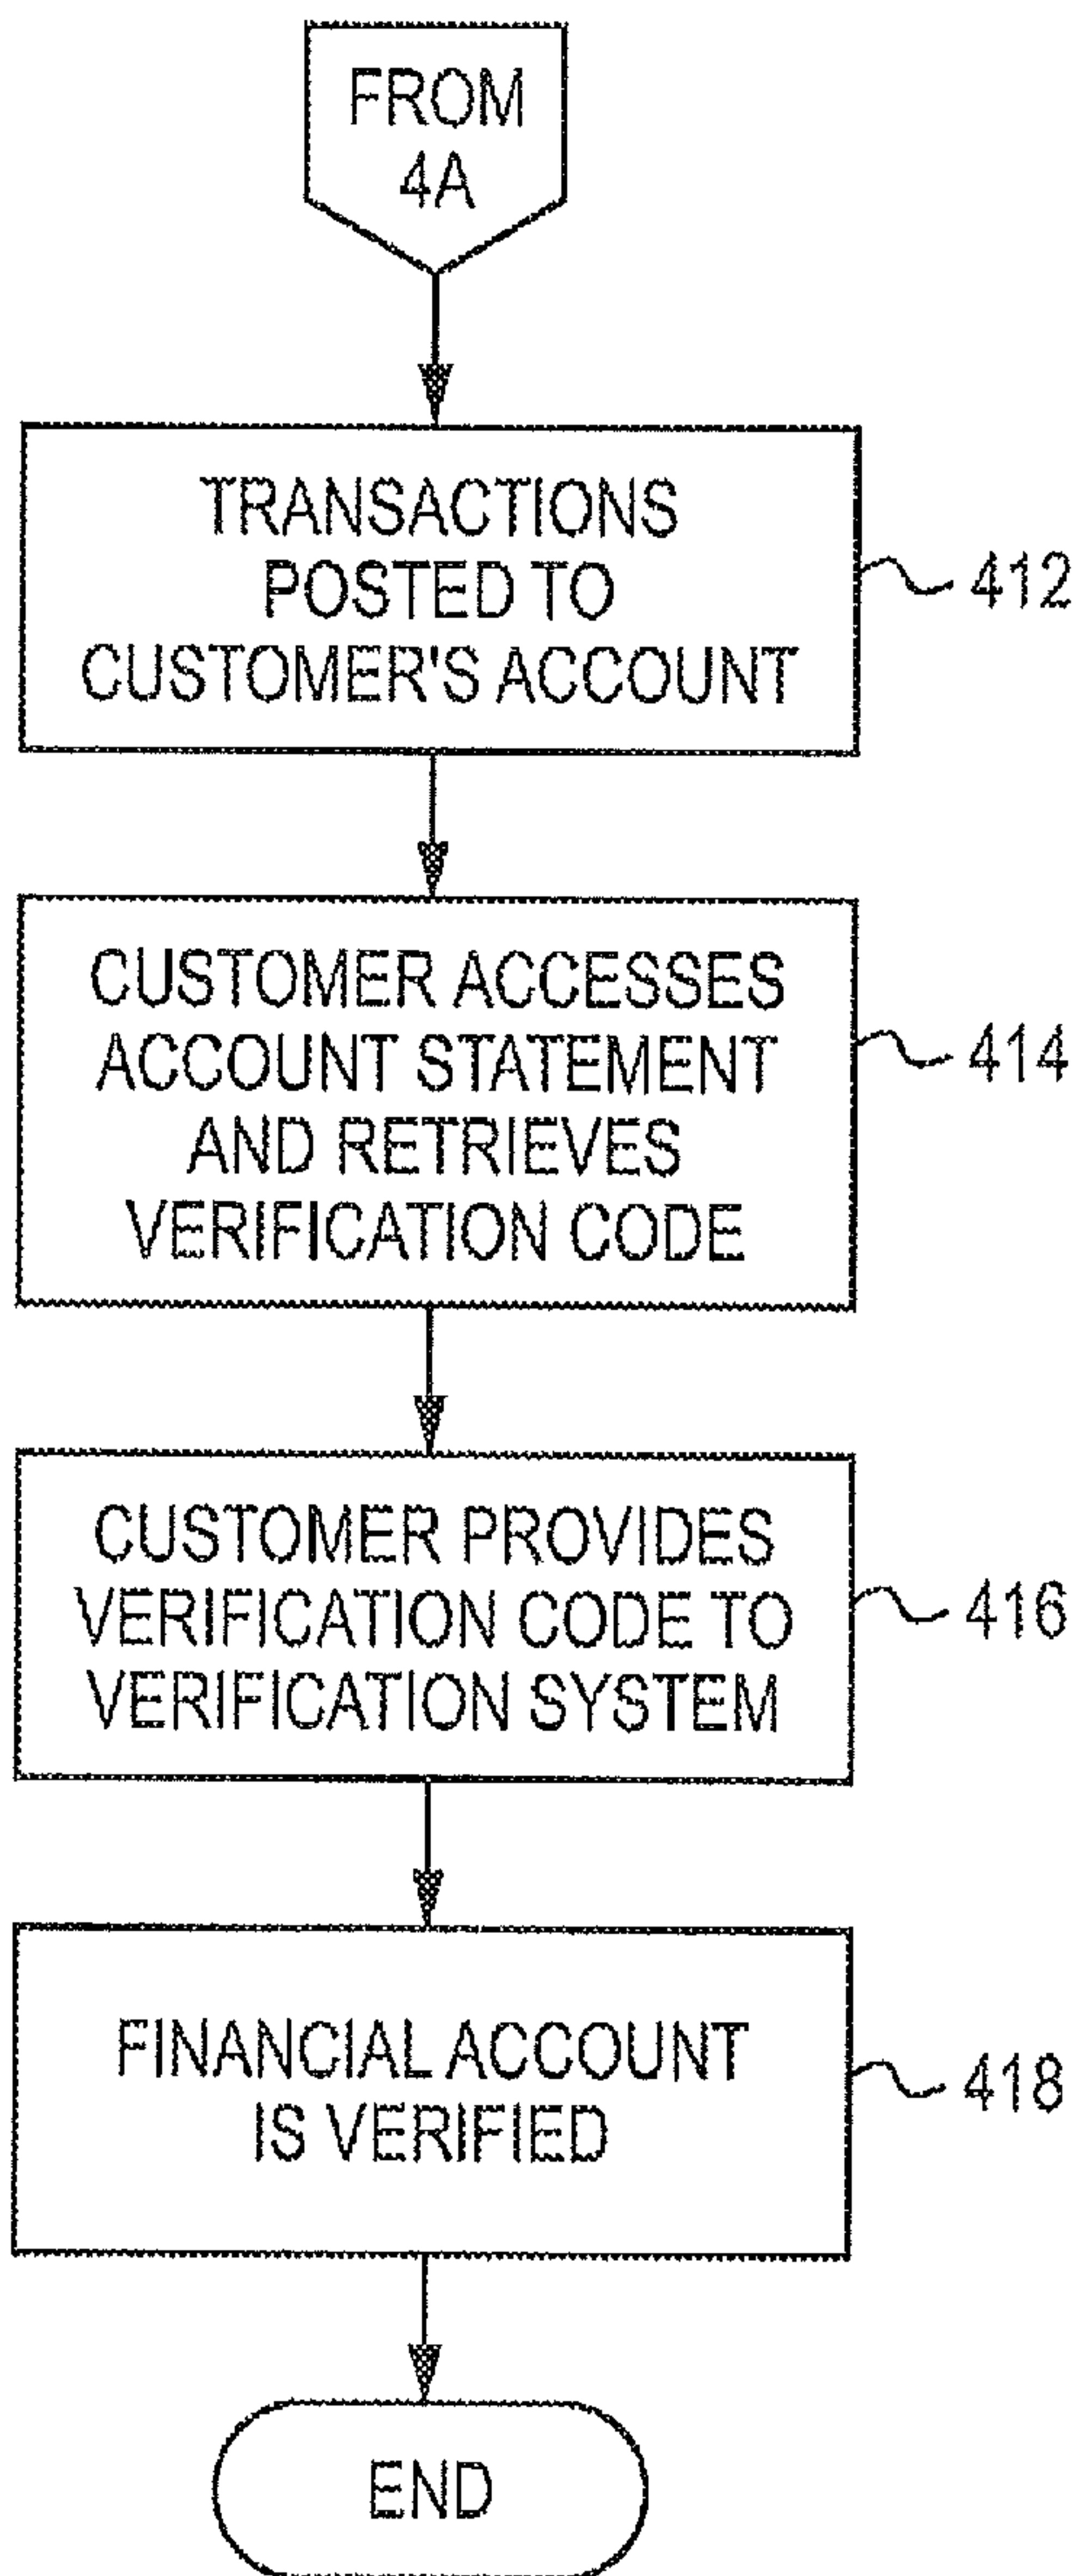 FROM
4A
TRANSACTIONS
POSTED TO
CUSTOMER'S ACCOUNT
412
CUSTOMER ACCESSES
ACCOUNT STATEMENT
AND RETRIEVES
VERIFICATION CODE
414
CUSTOMER PROVIDES
VERIFICATION CODE TO
VERIFICATION SYSTEM
416
FINANCIAL ACCOUNT
IS VERIFIED
418
END